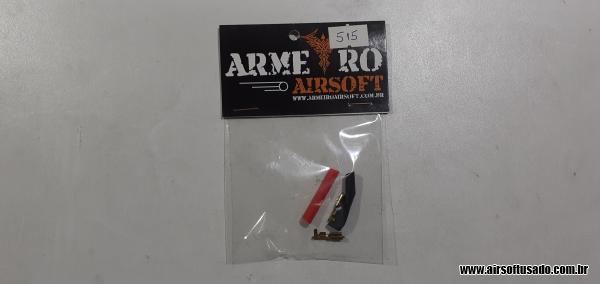 515
ARME RO
AIRSOFT
WWW.ARMEIROAIRSOFT.COM.BR
www.airsoftusado.com.br